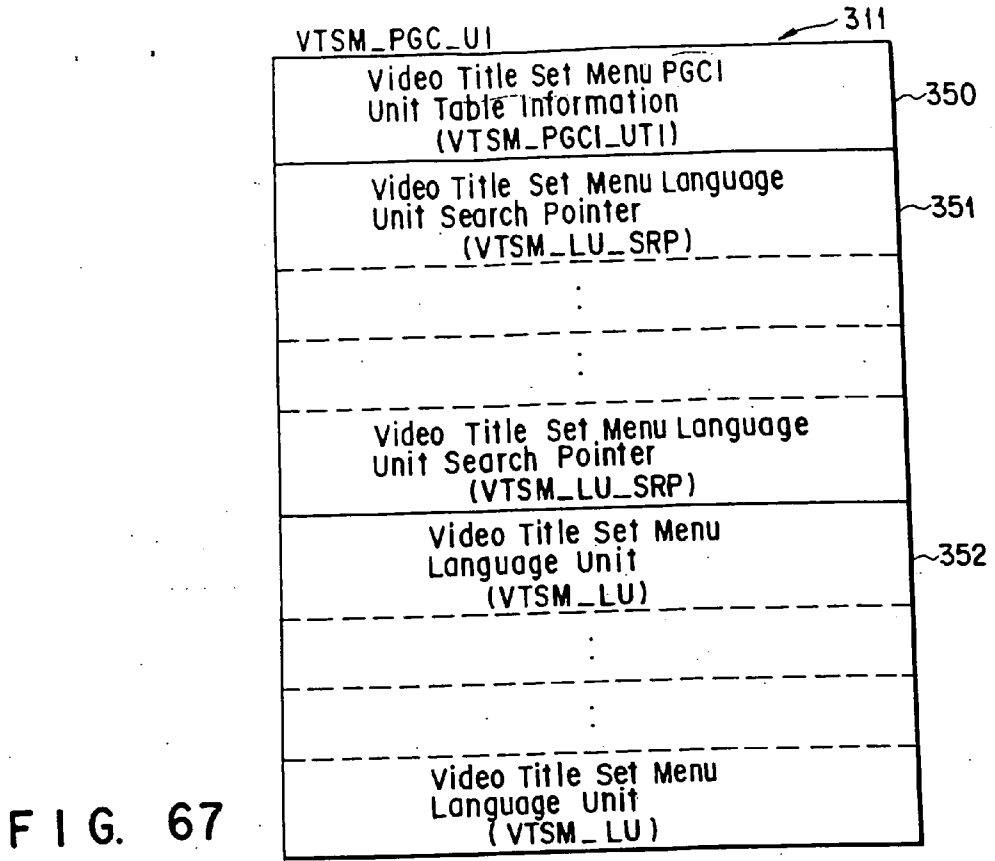 311
VTSM_PGC_UI
Video Title Set Menu PGCI
Unit Table Information
(VTSM_PGCI_UTI)
350
Video Title Set Menu Language
Unit Search Pointer
(VTSM_LU_SRP)
351
Video Title Set Menu Language
Unit Search Pointer
(VTSM_LU_SRP)
Video Title Set Menu
Language Unit
(VTSM_LU)
352
Video Title Set Menu
Language Unit
(VTSM_LU)
FIG. 67